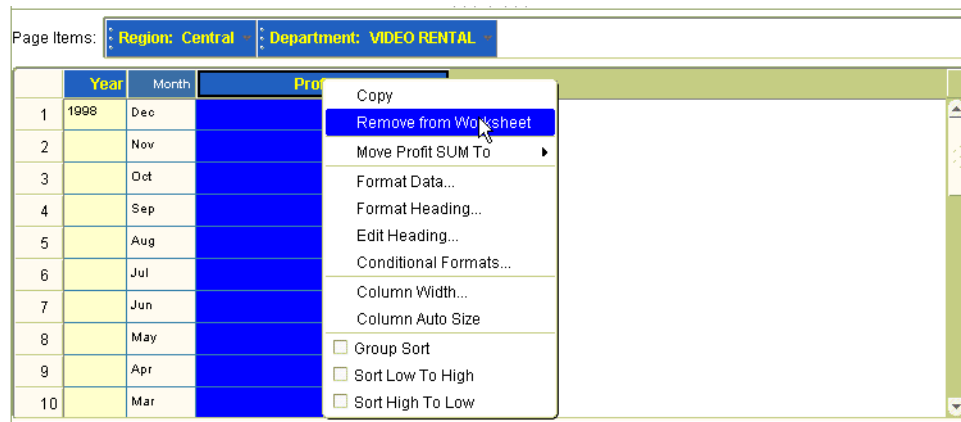 Page Items: Region: Central Department: VIDEO RENTAL
Year Month
1 1998 Dec
2 Nov
3 Oct
4 Sep
5 Aug
6 Jul
7 Jun
8 May
9 Apr
10 Mar
Copy
Remove from Worksheet
Move Profit SUM To
Format Data...
Format Heading...
Edit Heading...
Conditional Formats...
Column Width...
Column Auto Size
Group Sort
Sort Low To High
Sort High To Low